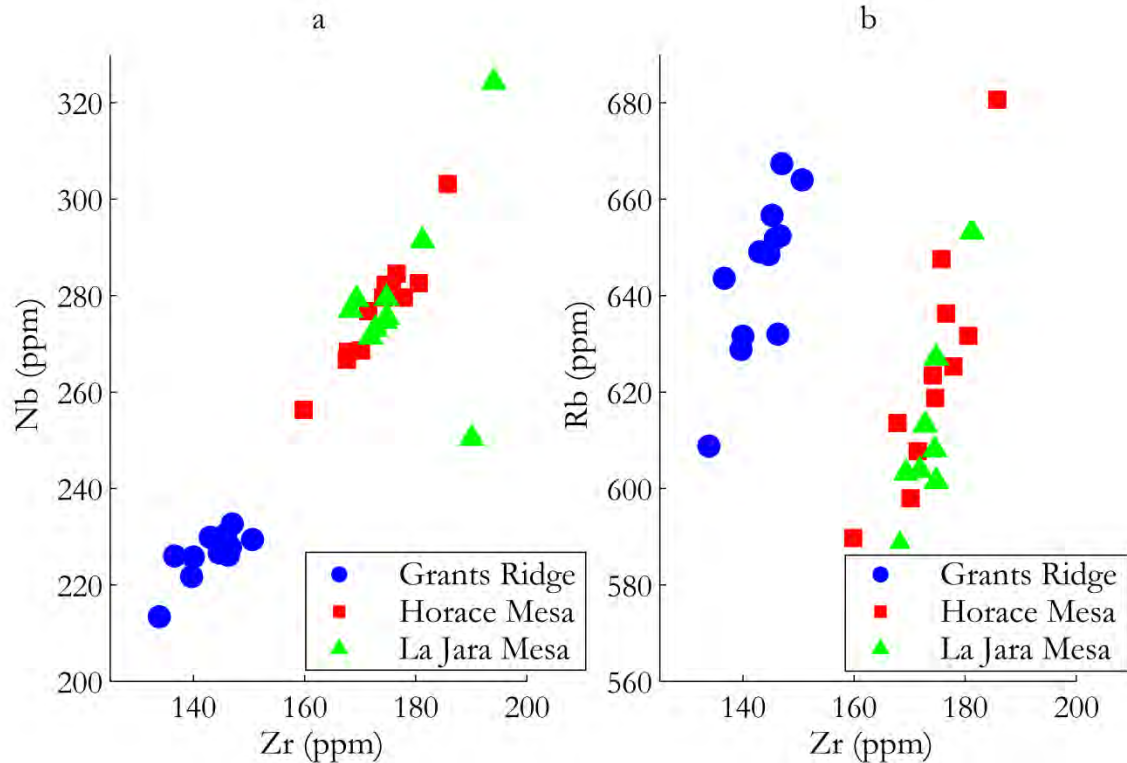 a
320
300
280
260
240
220
200
Nb (ppm)
140 160 180 200
Zr (ppm)
Grants Ridge
Horace Mesa
La Jara Mesa
b
680
660
640
620
600
580
560
Rb (ppm)
140 160 180 200
Zr (ppm)
Grants Ridge
Horace Mesa
La Jara Mesa